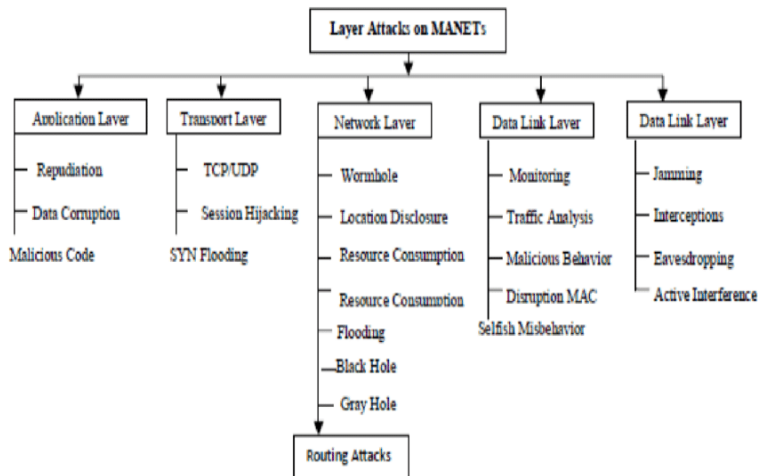 Layer Attacks on MANETs
Application Layer
Repudiation
Data Corruption
Malicious Code
Transport Layer
TCP/UDP
Session Hijacking
SYN Flooding
Network Layer
Wormhole
Location Disclosure
Resource Consumption
Resource Consumption
Flooding
Black Hole
Gray Hole
Routing Attacks
Data Link Layer
Monitoring
Traffic Analysis
Malicious Behavior
Disruption MAC
Selfish Misbehavior
Data Link Layer
Jamming
Interceptions
Eavesdropping
Active Interference